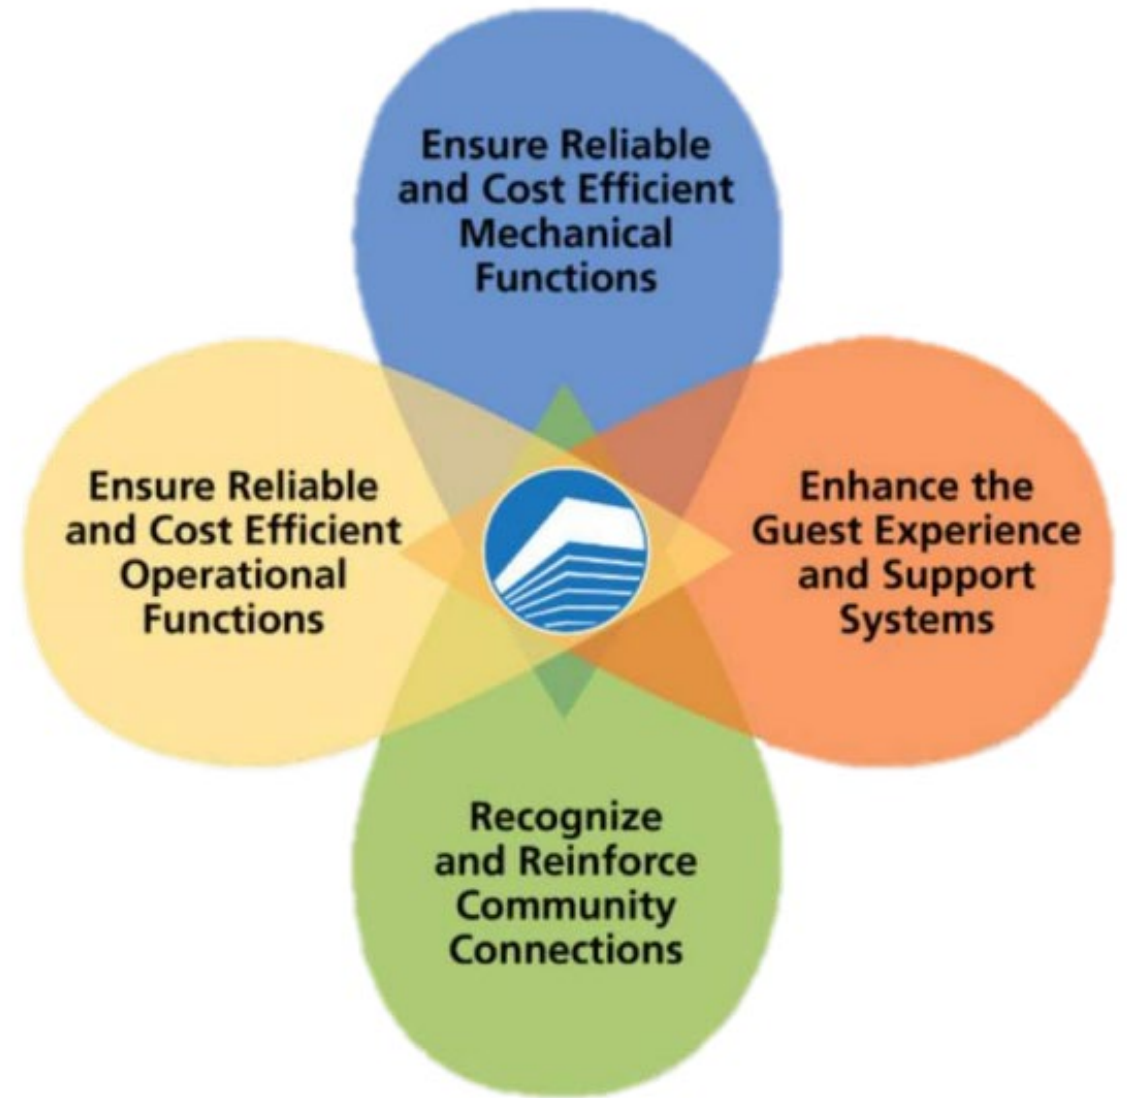 Ensure Reliable
and Cost Efficient
Mechanical
Functions
Ensure Reliable
and Cost Efficient
Operational
Functions
Enhance the
Guest Experience
and Support
Systems
Recognize
and Reinforce
Community
Connections